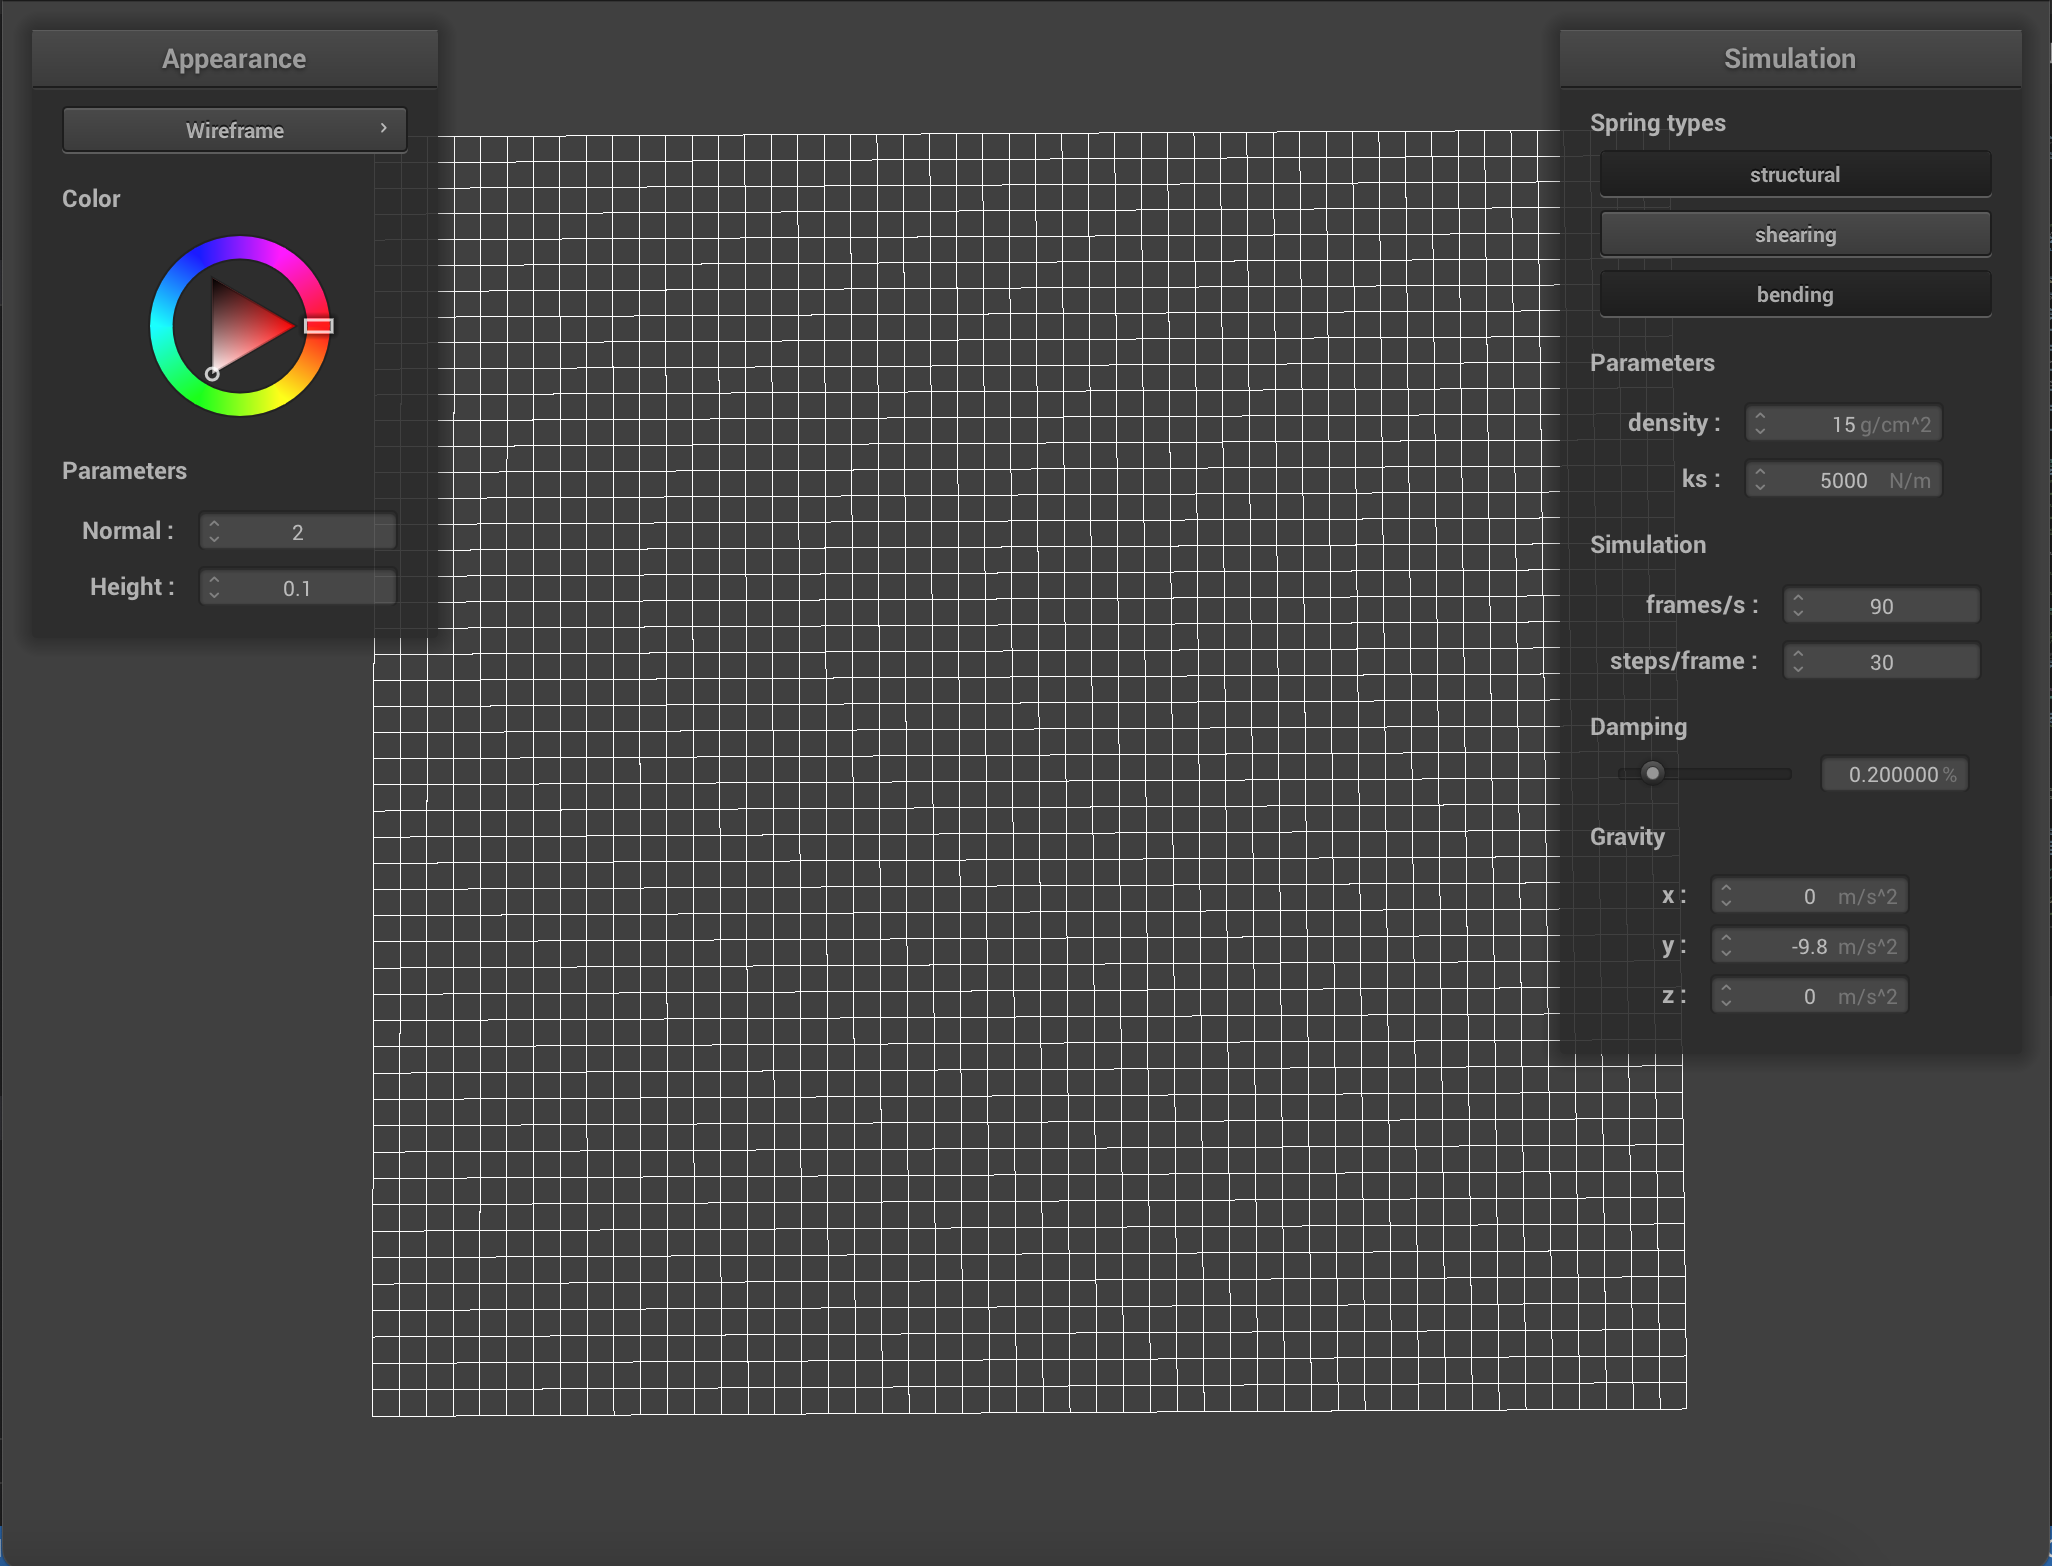 Appearance
Wireframe
Color
Parameters
Normal : 2
Height : 0.1
Simulation
Spring types
structural
shearing
bending
Parameters
density : 15 g/cm^2
ks : 5000 N/m
Simulation
frames/s : 90
steps/frame : 30
Damping
0.200000 %
Gravity
x : 0 m/s^2
y : -9.8 m/s^2
z : 0 m/s^2